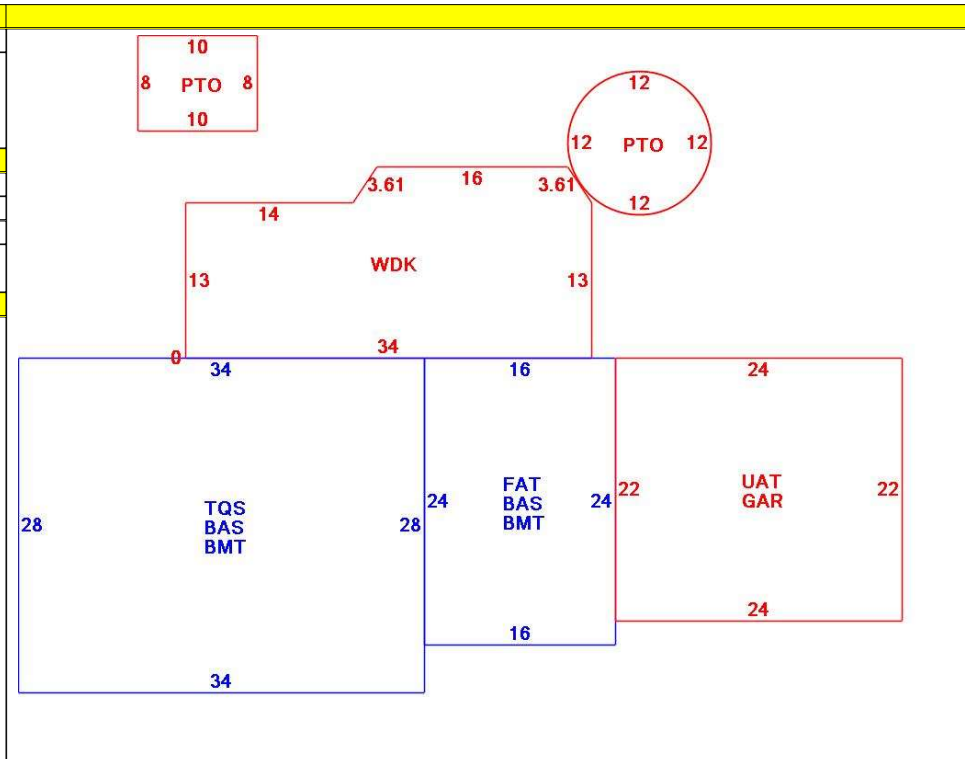 10
8 PTO 8
10
12
12 PTO 12
12
3.61 16 3.61
14
WDK
13 13
0 34
34 16 24
TQS
BAS
BMT
28 28
FAT
BAS
BMT
24 24
UAT
GAR
22 22
24
16
34